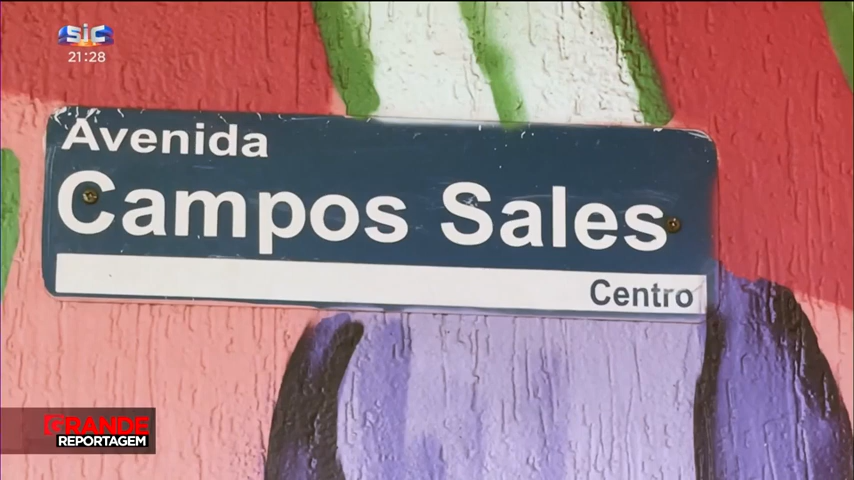 SIC
21:28
Avenida
Campos Sales
Centro
GRANDE
REPORTAGEM